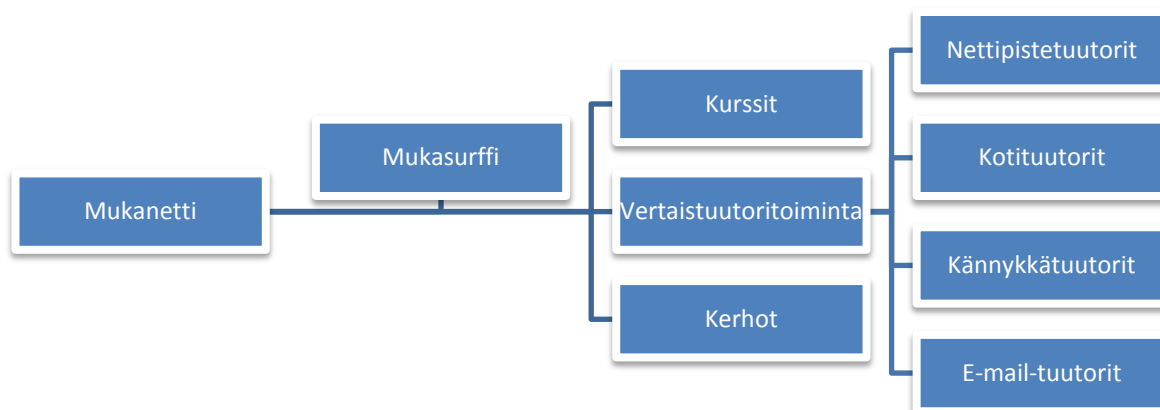 Mukanetti
Mukasurffi
Kurssit
Vertaistuutoritoiminta
Kerhot
Nettipistetuutorit
Kotituutorit
Kännykkätuutorit
E-mail-tuutorit